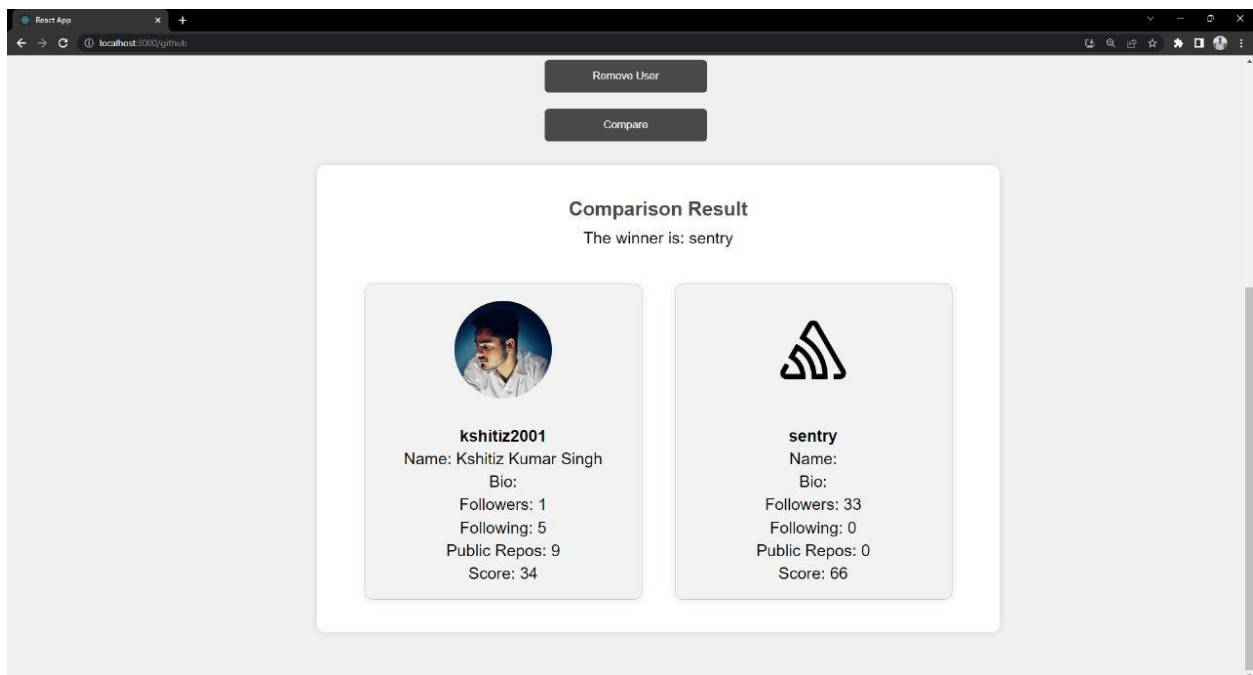 React App
localhost:3000/github
Remove User
Compare
Comparison Result
The winner is: sentry
kshitiz2001
Name: Kshitiz Kumar Singh
Bio:
Followers: 1
Following: 5
Public Repos: 9
Score: 34
sentry
Name:
Bio:
Followers: 33
Following: 0
Public Repos: 0
Score: 66